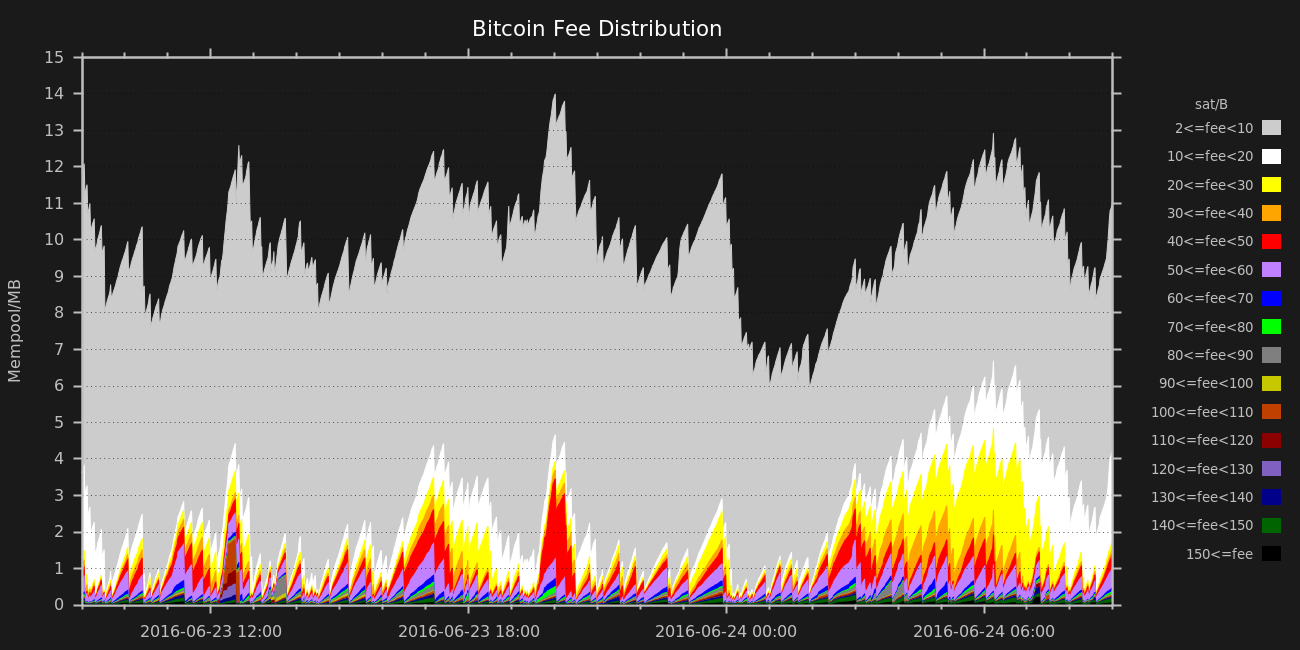 Bitcoin Fee Distribution
Mempool/MB
15
14
13
12
11
10
9
8
7
6
5
4
3
2
1
0
2016-06-23 12:00
2016-06-23 18:00
2016-06-24 00:00
2016-06-24 06:00
sat/B
2<=fee<10
10<=fee<20
20<=fee<30
30<=fee<40
40<=fee<50
50<=fee<60
60<=fee<70
70<=fee<80
80<=fee<90
90<=fee<100
100<=fee<110
110<=fee<120
120<=fee<130
130<=fee<140
140<=fee<150
150<=fee